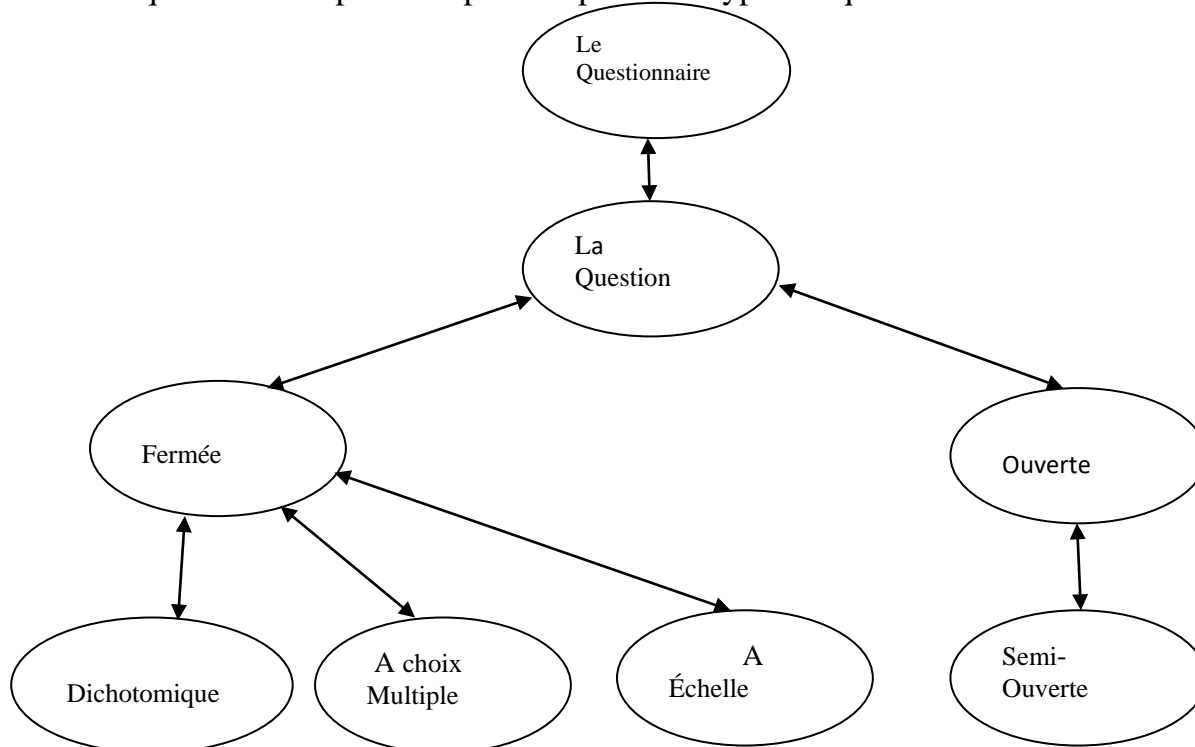 Le
Questionnaire
La
Question
Fermée
Ouverte
Dichotomique
A choix
Multiple
A
Échelle
Semi-
Ouverte